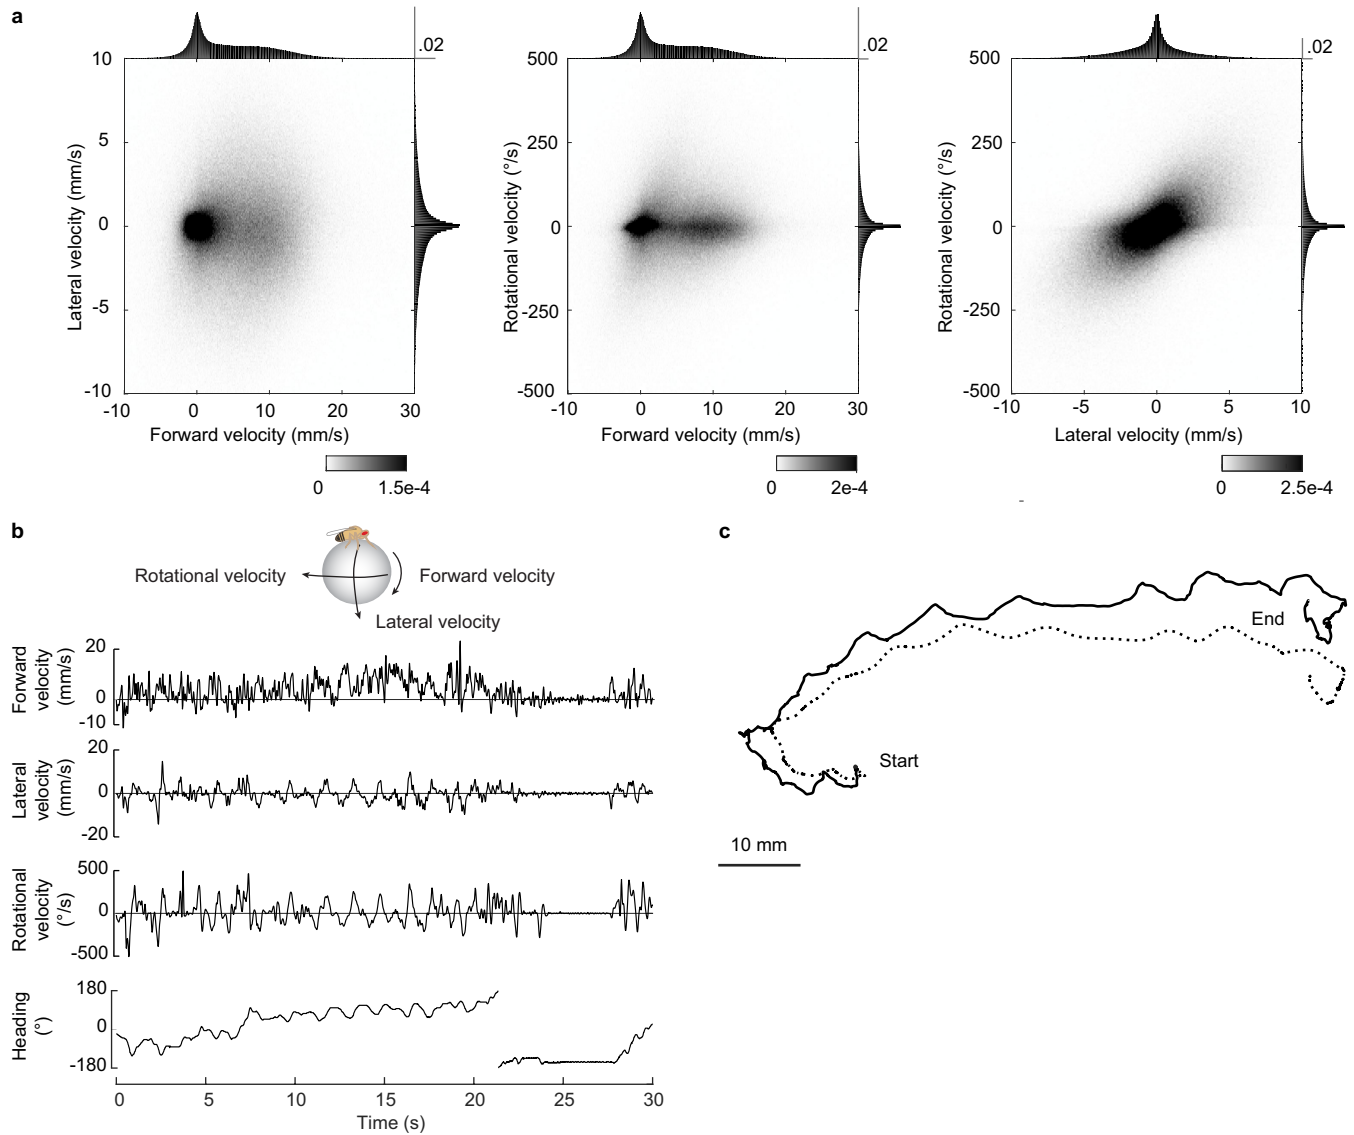 a
.02
.02
.02
10
5
0
-5
-10
Lateral velocity (mm/s)
-10
0
10
20
30
Forward velocity (mm/s)
0
1.5e-4
500
250
0
-250
-500
Rotational velocity (°/s)
-10
0
10
20
30
Forward velocity (mm/s)
0
2e-4
500
250
0
-250
-500
Rotational velocity (°/s)
-10
-5
0
5
10
Lateral velocity (mm/s)
0
2.5e-4
b
Rotational velocity
Forward velocity
Lateral velocity
Forward
velocity
(mm/s)
20
0
-10
Lateral
velocity
(mm/s)
20
0
-20
Rotational
velocity
(°/s)
500
0
-500
Heading
(°)
180
0
-180
0
5
10
15
20
25
30
Time (s)
c
End
Start
10 mm